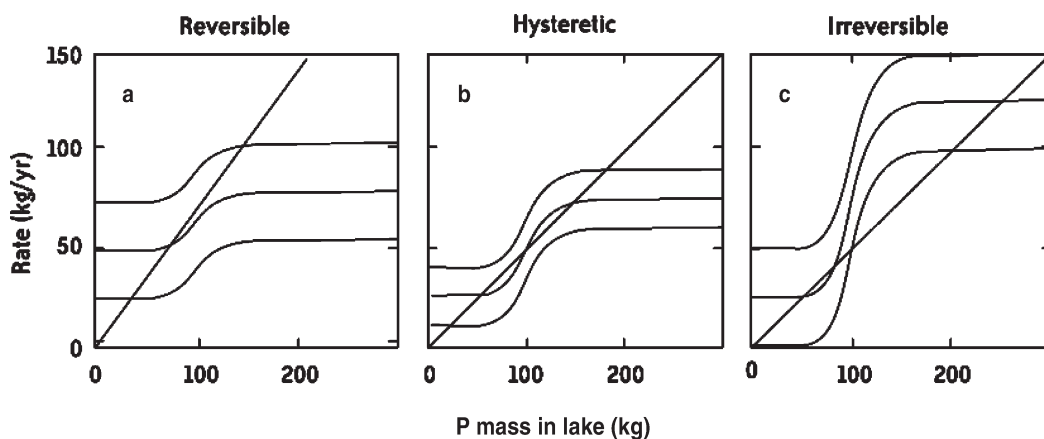 Reversible Hysteretic Irreversible
150
a b c
100
Rate (kg/yr)
50
0
0 100 200 0 100 200 0 100 200
P mass in lake (kg)